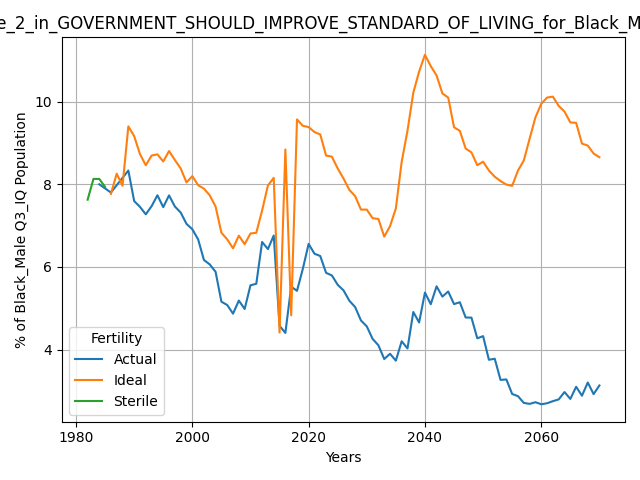 e_2_in_GOVERNMENT_SHOULD_IMPROVE_STANDARD_OF_LIVING_for_Black_M
% of Black_Male Q3_IQ Population
10
8
6
4
Fertility
Actual
Ideal
Sterile
1980
2000
2020
2040
2060
Years